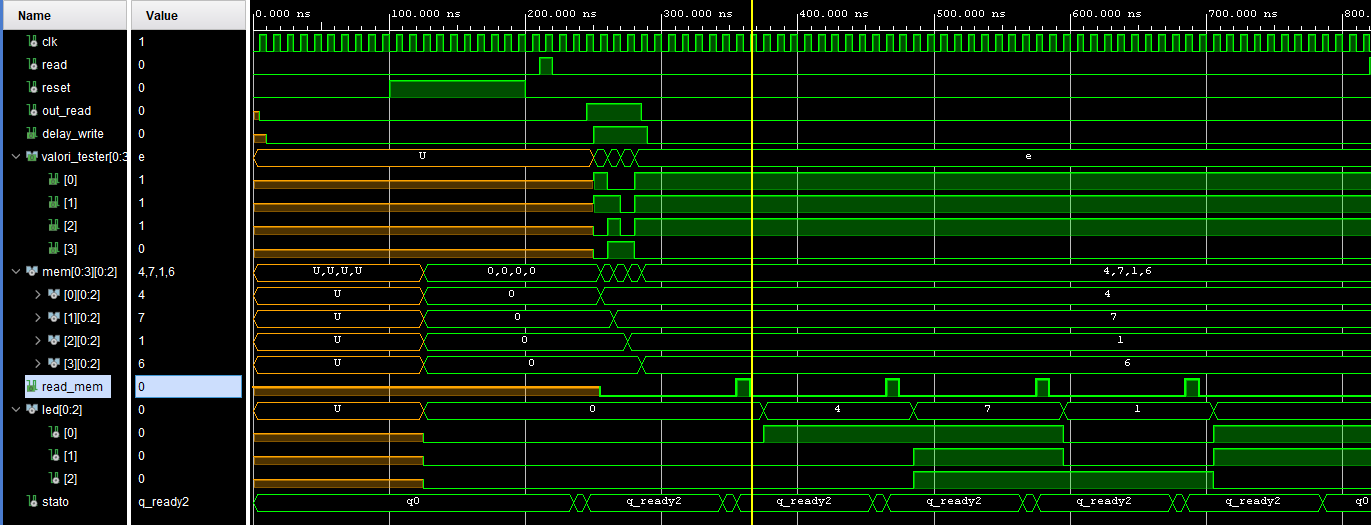 Name Value 0.000 ns 100.000 ns 200.000 ns 300.000 ns 400.000 ns 500.000 ns 600.000 ns 700.000 ns 800.
clk 1
read 0
reset 0
out_read 0
delay_write 0
valori_tester[0:3 e U e
[0] 1
[1] 1
[2] 1
[3] 0
mem[0:3][0:2] 4,7,1,6 U,U,U,U 0,0,0,0 4,7,1,6
[0][0:2] 4 U 0 4
[1][0:2] 7 U 0 7
[2][0:2] 1 U 0 1
[3][0:2] 6 U 0 6
read_mem 0
led[0:2] 0 U 0 4 7 1
[0] 0
[1] 0
[2] 0
stato q_ready2 q0 q_ready2 q_ready2 q_ready2 q_ready2 q_ready2 q0